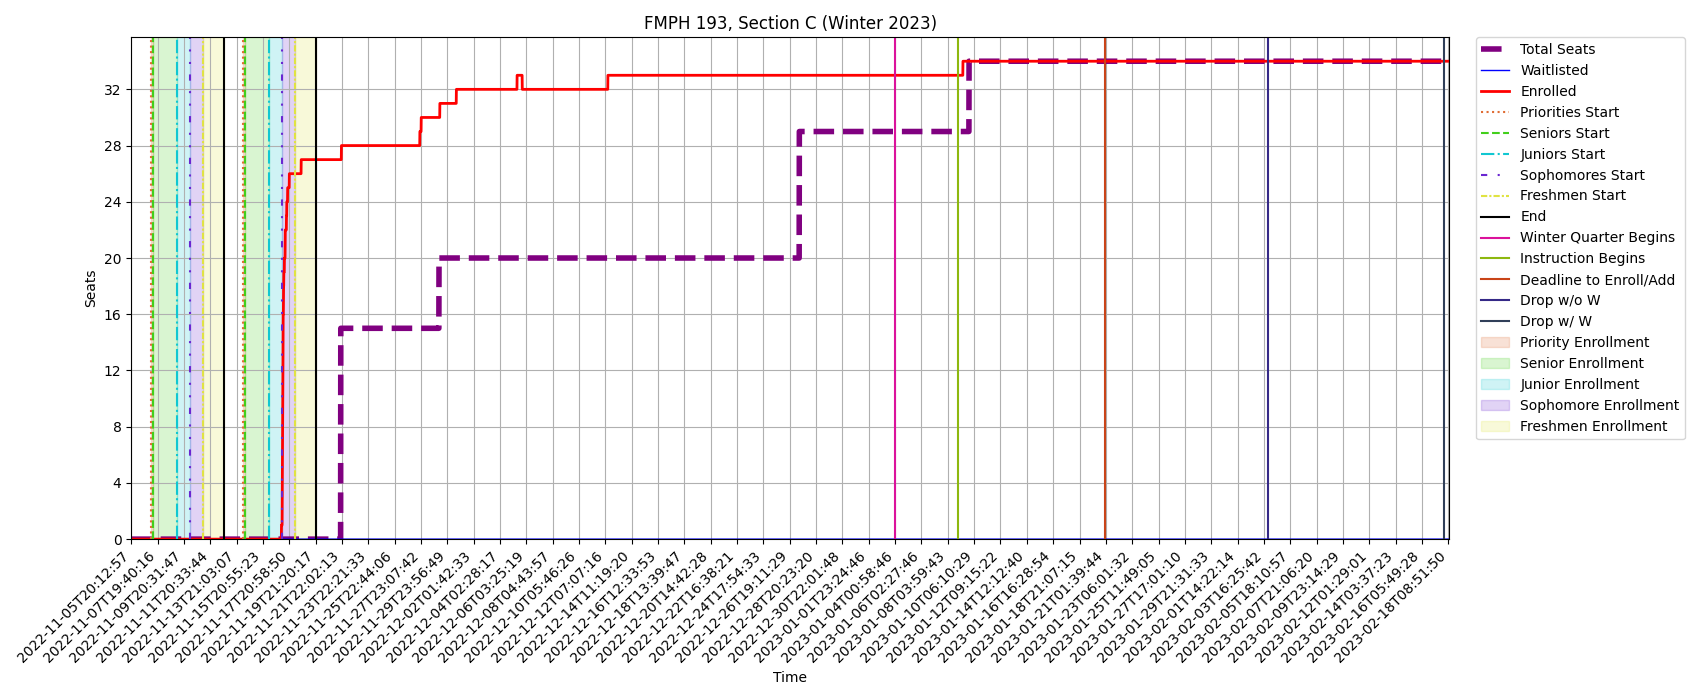 FMPH 193, Section C (Winter 2023)
Seats
32
28
24
20
16
12
8
4
0
2022-11-05T20:12:57
2022-11-07T19:40:16
2022-11-09T20:31:47
2022-11-11T20:33:44
2022-11-13T21:03:07
2022-11-15T20:55:23
2022-11-17T20:58:50
2022-11-19T21:20:17
2022-11-21T22:02:13
2022-11-23T22:21:33
2022-11-25T22:44:06
2022-11-27T23:07:42
2022-11-29T23:56:49
2022-12-02T01:42:33
2022-12-04T02:28:17
2022-12-06T03:25:19
2022-12-08T04:43:57
2022-12-10T05:46:26
2022-12-12T07:07:16
2022-12-14T11:19:20
2022-12-16T12:33:53
2022-12-18T13:39:47
2022-12-20T14:42:28
2022-12-22T16:38:21
2022-12-24T17:54:33
2022-12-26T19:11:29
2022-12-28T20:23:20
2022-12-30T22:01:48
2023-01-01T23:24:46
2023-01-04T00:58:46
2023-01-06T02:27:46
2023-01-08T03:59:43
2023-01-10T06:10:29
2023-01-12T09:15:22
2023-01-14T12:12:40
2023-01-16T16:28:54
2023-01-18T21:07:15
2023-01-21T01:39:44
2023-01-23T06:01:32
2023-01-25T11:49:05
2023-01-27T17:01:10
2023-01-29T21:31:33
2023-02-01T14:22:14
2023-02-03T16:25:42
2023-02-05T18:10:57
2023-02-07T21:06:20
2023-02-09T23:14:29
2023-02-12T01:29:01
2023-02-14T03:37:23
2023-02-16T05:49:28
2023-02-18T08:51:50
Time
Total Seats
Waitlisted
Enrolled
Priorities Start
Seniors Start
Juniors Start
Sophomores Start
Freshmen Start
End
Winter Quarter Begins
Instruction Begins
Deadline to Enroll/Add
Drop w/o W
Drop w/ W
Priority Enrollment
Senior Enrollment
Junior Enrollment
Sophomore Enrollment
Freshmen Enrollment